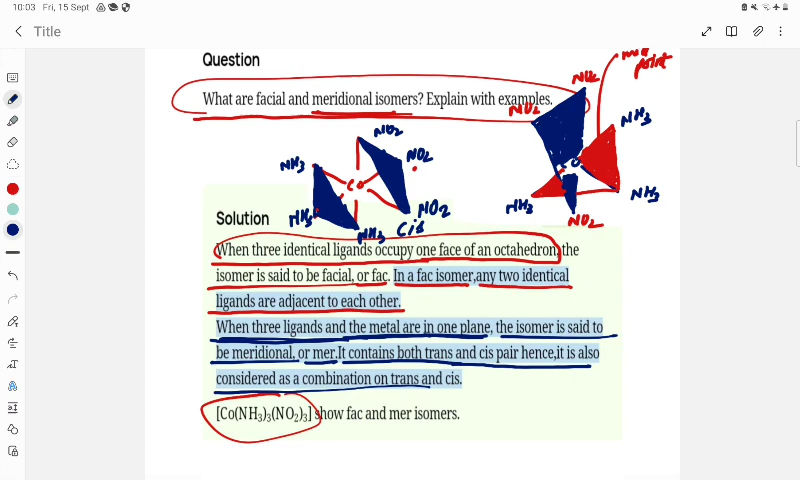 10:03 Fri, 15 Sept
Title
Question
What are facial and meridional isomers? Explain with examples.
point
NO2
NO2
NH3
CO
NH3
NH3
NO2
NO2
NH3
NO2
CO
NH3
NO2
NH3
Cis
Solution
When three identical ligands occupy one face of an octahedron, the
isomer is said to be facial, or fac. In a fac isomer,any two identical
ligands are adjacent to each other.
When three ligands and the metal are in one plane, the isomer is said to
be meridional, or mer.It contains both trans and cis pair hence,it is also
considered as a combination on trans and cis.
[Co(NH₃)₃(NO₂)₃] show fac and mer isomers.